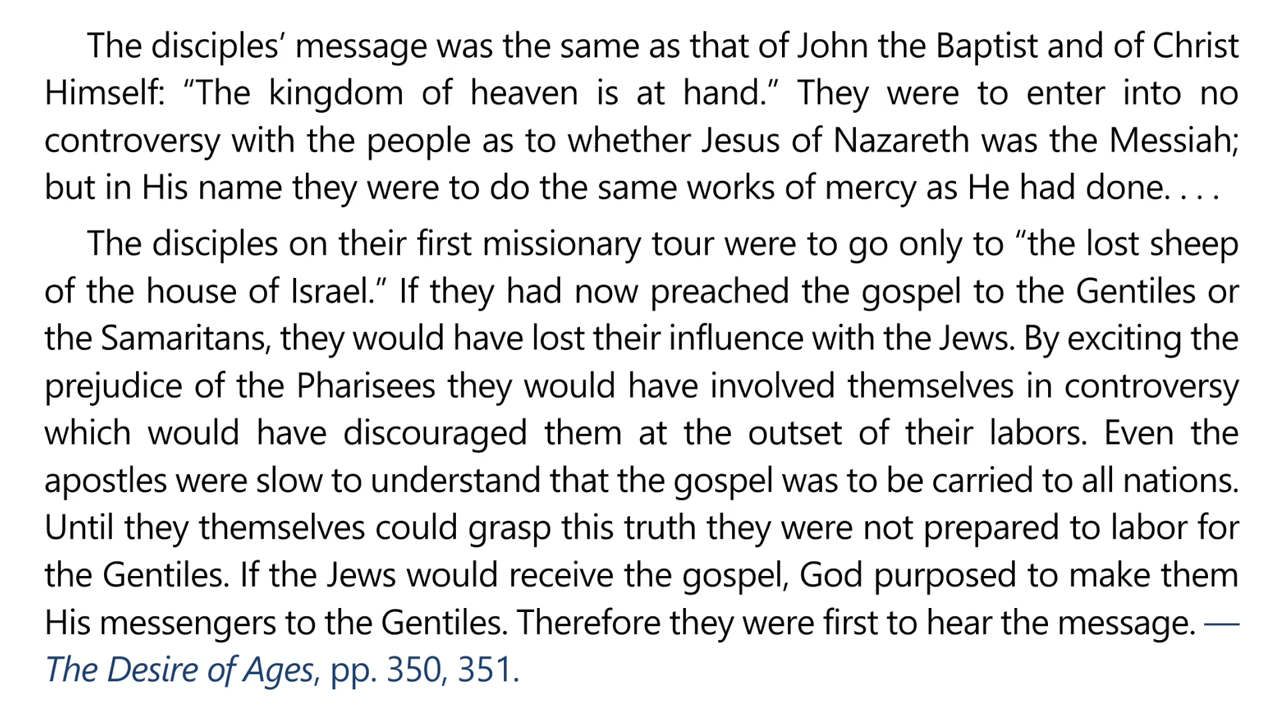 The disciples’ message was the same as that of John the Baptist and of Christ
Himself: “The kingdom of heaven is at hand.” They were to enter into no
controversy with the people as to whether Jesus of Nazareth was the Messiah;
but in His name they were to do the same works of mercy as He had done. . . .
The disciples on their first missionary tour were to go only to “the lost sheep
of the house of Israel.” If they had now preached the gospel to the Gentiles or
the Samaritans, they would have lost their influence with the Jews. By exciting the
prejudice of the Pharisees they would have involved themselves in controversy
which would have discouraged them at the outset of their labors. Even the
apostles were slow to understand that the gospel was to be carried to all nations.
Until they themselves could grasp this truth they were not prepared to labor for
the Gentiles. If the Jews would receive the gospel, God purposed to make them
His messengers to the Gentiles. Therefore they were first to hear the message. —
The Desire of Ages, pp. 350, 351.